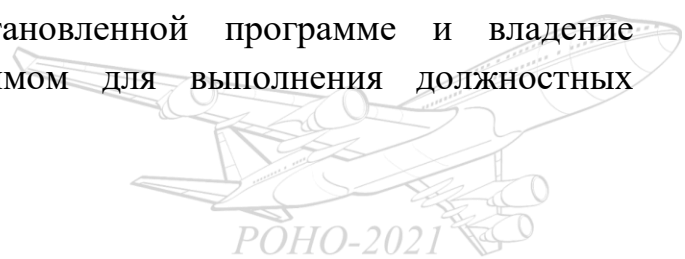 тановленной программе и владение
имом для выполнения должностных
РОНО-2021